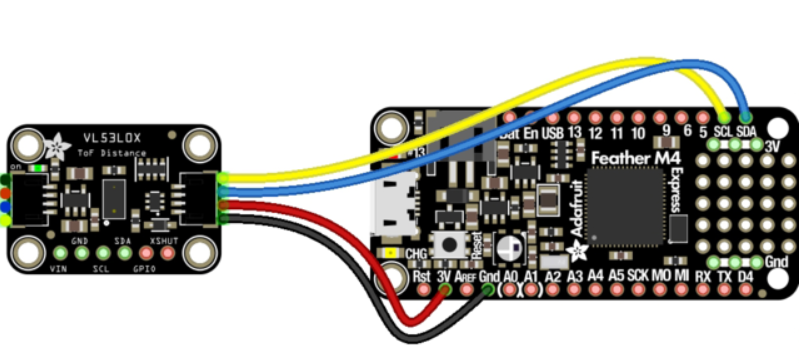 VL53L0X
ToF Distance
on
GND SDA XSHUT
VIN SCL GPIO
Bat En USB 13 12 11 10 9 6 5 SCL SDA
3V
#13
Feather M4
Express
Adafruit
CHG
Reset
Gnd
Rst 3V AREF Gnd A0 A1 A2 A3 A4 A5 SCK MO MI RX TX D4